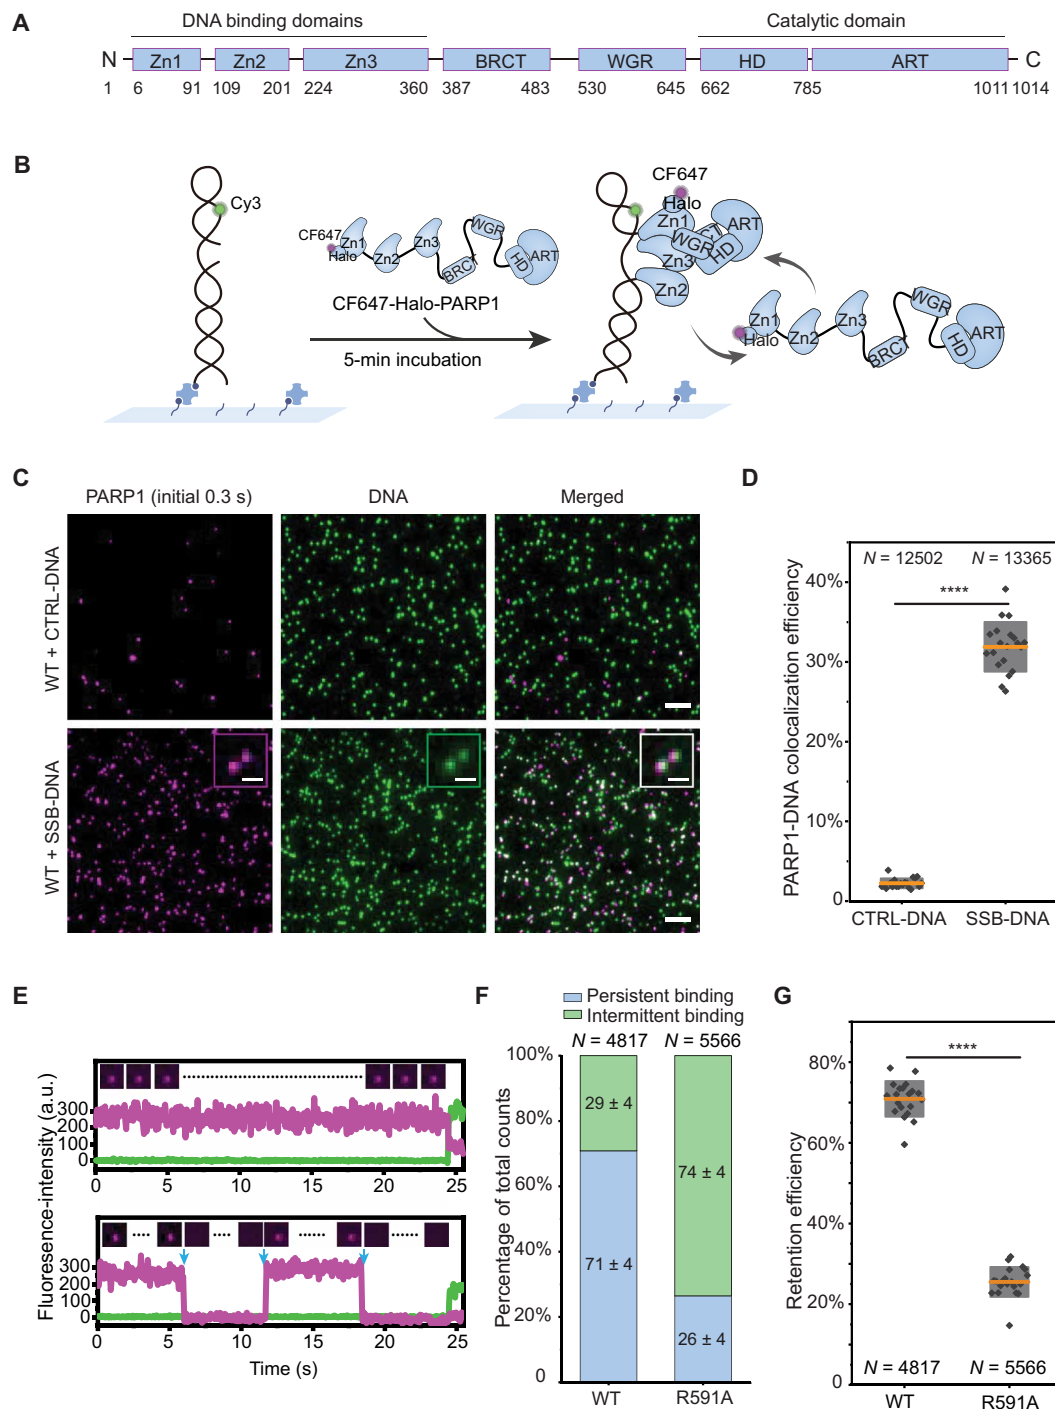 A
DNA binding domains
Catalytic domain
N Zn1 Zn2 Zn3 BRCT WGR HD ART C
1 6 91 109 201 224 360 387 483 530 645 662 785 1011 1014
B
Cy3
CF647
Halo
Zn1
Zn2
Zn3
BRCT
WGR
HD
ART
CF647-Halo-PARP1
5-min incubation
CF647
Halo
Zn1
Zn3
Zn2
WGR
CT
HD
ART
Halo
Zn1
Zn2
Zn3
BRCT
WGR
HD
ART
C
PARP1 (initial 0.3 s)
DNA
Merged
WT + CTRL-DNA
WT + SSB-DNA
D
PARP1-DNA colocalization efficiency
N = 12502 N = 13365
****
40%
30%
20%
10%
0
CTRL-DNA SSB-DNA
E
Fluoresence-intensity (a.u.)
300
200
100
0
0 5 10 15 20 25
300
200
100
0
0 5 10 15 20 25
Time (s)
F
Persistent binding
Intermittent binding
N = 4817 N = 5566
Percentage of total counts
100%
80%
60%
40%
20%
0
29 ± 4
71 ± 4
74 ± 4
26 ± 4
WT R591A
G
Retention efficiency
****
80%
60%
40%
20%
0
N = 4817 N = 5566
WT R591A